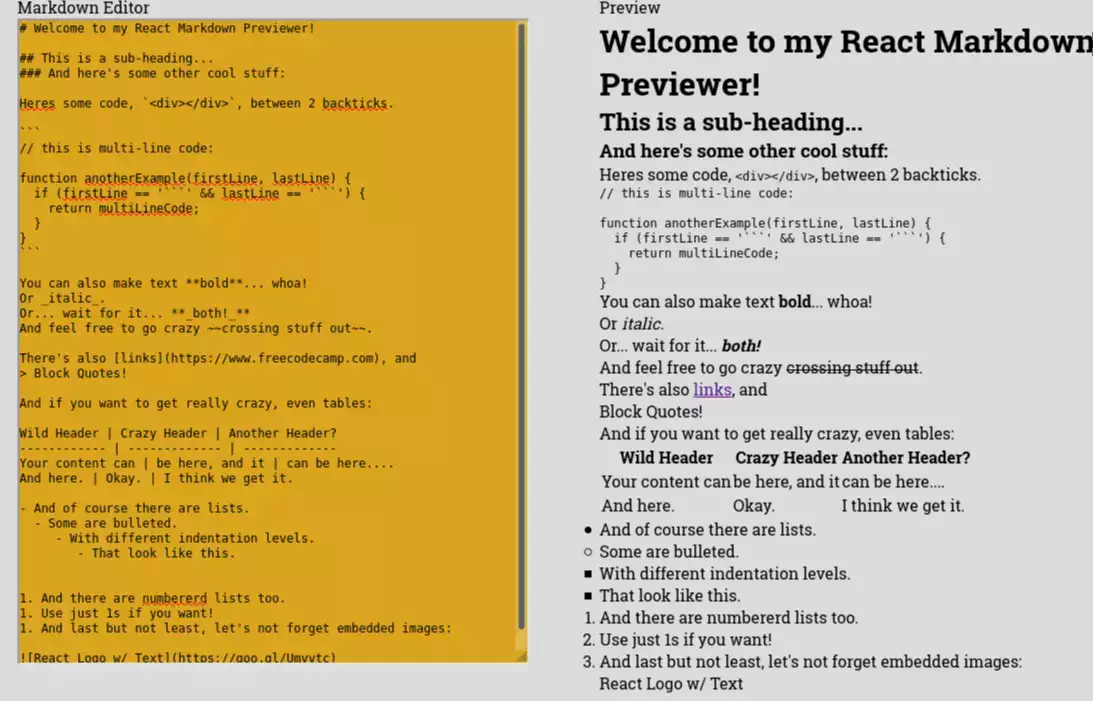 Markdown Editor
# Welcome to my React Markdown Previewer!
## This is a sub-heading...
### And here's some other cool stuff:
Heres some code, `<div></div>`, between 2 backticks.
```
// this is multi-line code:
function anotherExample(firstLine, lastLine) {
  if (firstLine == '```' && lastLine == '```') {
    return multiLineCode;
  }
}
```
You can also make text **bold**... whoa!
Or _italic_.
Or... wait for it... **_both!_**
And feel free to go crazy ~~crossing stuff out~~.
There's also [links](https://www.freecodecamp.com), and
> Block Quotes!
And if you want to get really crazy, even tables:
Wild Header | Crazy Header | Another Header?
------------ | ------------- | -------------
Your content can | be here, and it | can be here....
And here. | Okay. | I think we get it.
- And of course there are lists.
  - Some are bulleted.
     - With different indentation levels.
        - That look like this.
1. And there are numbererd lists too.
1. Use just 1s if you want!
1. And last but not least, let's not forget embedded images:
![React Logo w/ Text](https://goo.gl/Umyytc)
Preview
Welcome to my React Markdown
Previewer!
This is a sub-heading...
And here's some other cool stuff:
Heres some code, <div></div>, between 2 backticks.
// this is multi-line code:
function anotherExample(firstLine, lastLine) {
  if (firstLine == '```' && lastLine == '```') {
    return multiLineCode;
  }
}
You can also make text bold... whoa!
Or italic.
Or... wait for it... both!
And feel free to go crazy crossing stuff out.
There's also links, and
Block Quotes!
And if you want to get really crazy, even tables:
Wild Header Crazy Header Another Header?
Your content can be here, and it can be here....
And here. Okay. I think we get it.
● And of course there are lists.
○ Some are bulleted.
■ With different indentation levels.
■ That look like this.
1. And there are numbererd lists too.
2. Use just 1s if you want!
3. And last but not least, let's not forget embedded images:
React Logo w/ Text